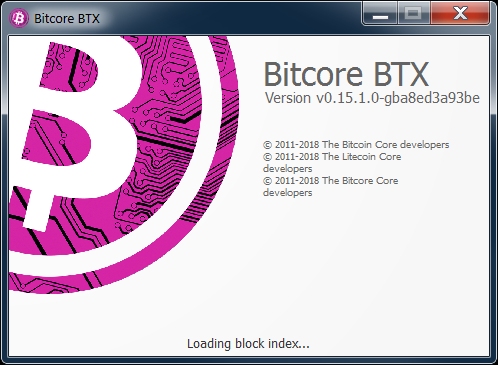 Bitcore BTX
Bitcore BTX
Version v0.15.1.0-gba8ed3a93be
© 2011-2018 The Bitcoin Core developers
© 2011-2018 The Litecoin Core
developers
© 2011-2018 The Bitcore Core
developers
Loading block index...